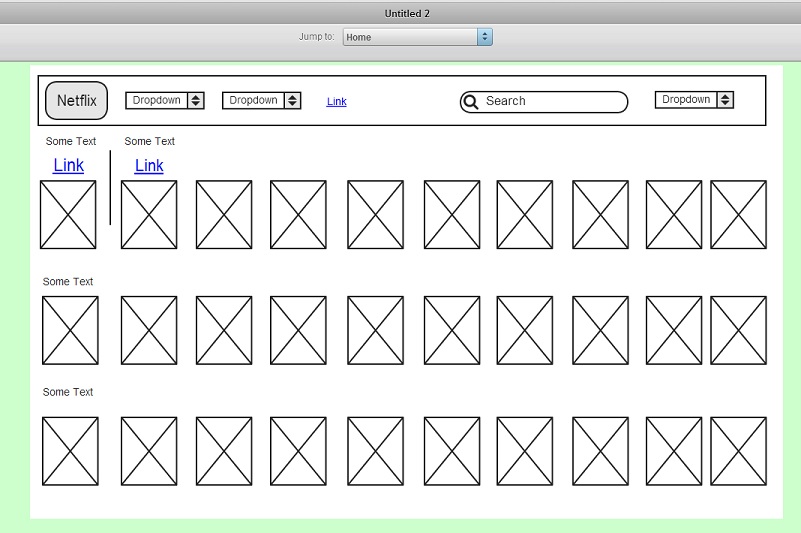 Untitled 2
Jump to: Home
Netflix Dropdown Dropdown Link Search Dropdown
Some Text Some Text
Link Link
Some Text
Some Text